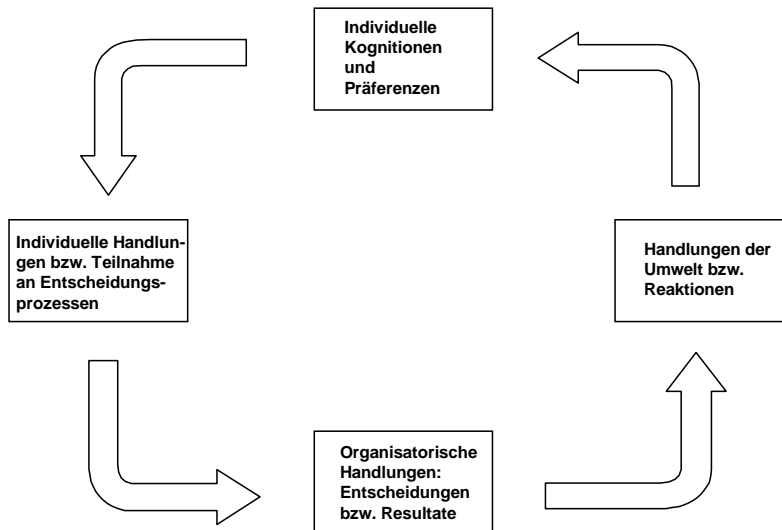 Individuelle
Kognitionen
und
Präferenzen
Individuelle Handlun-
gen bzw. Teilnahme
an Entscheidungs-
prozessen
Handlungen der
Umwelt bzw.
Reaktionen
Organisatorische
Handlungen:
Entscheidungen
bzw. Resultate